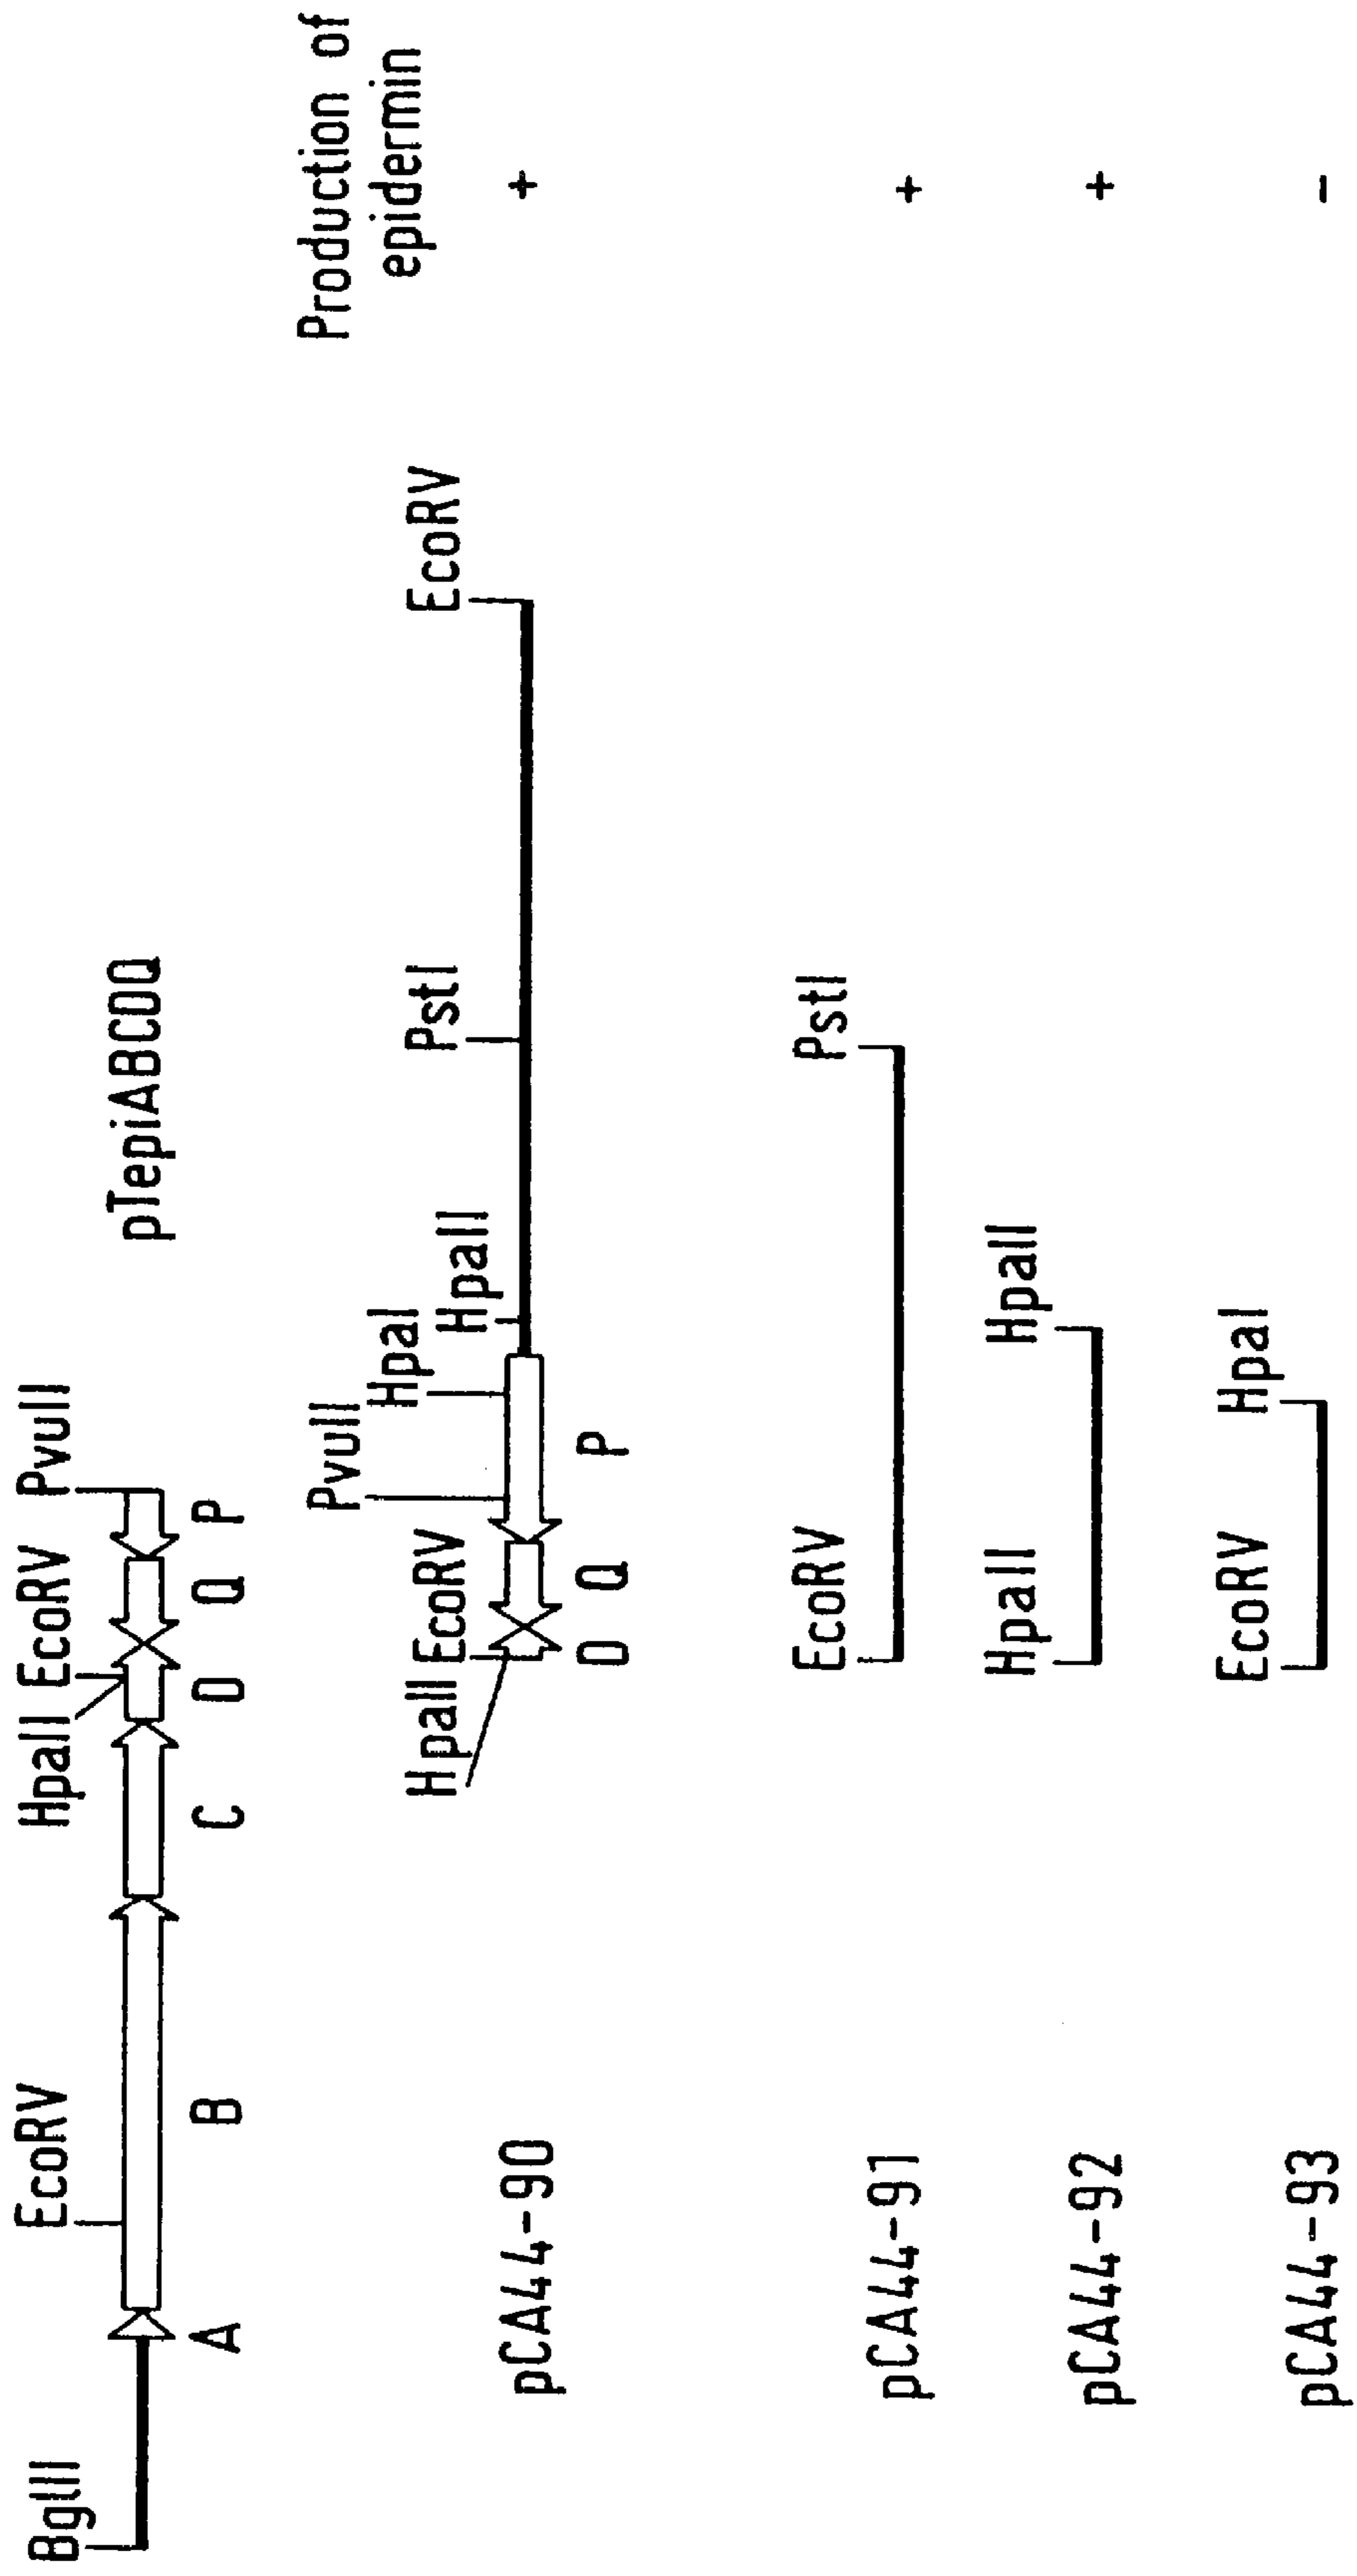 BglII
EcoRV
HpaII
EcoRV
PvuII
pTepiABCDQ
A
B
C
D
Q
P
Production of
epidermin
pCA44-90
HpaII
EcoRV
PvuII
HpaI
HpaII
PstI
EcoRV
+
D
Q
P
pCA44-91
EcoRV
PstI
+
pCA44-92
HpaII
HpaII
+
pCA44-93
EcoRV
HpaI
-